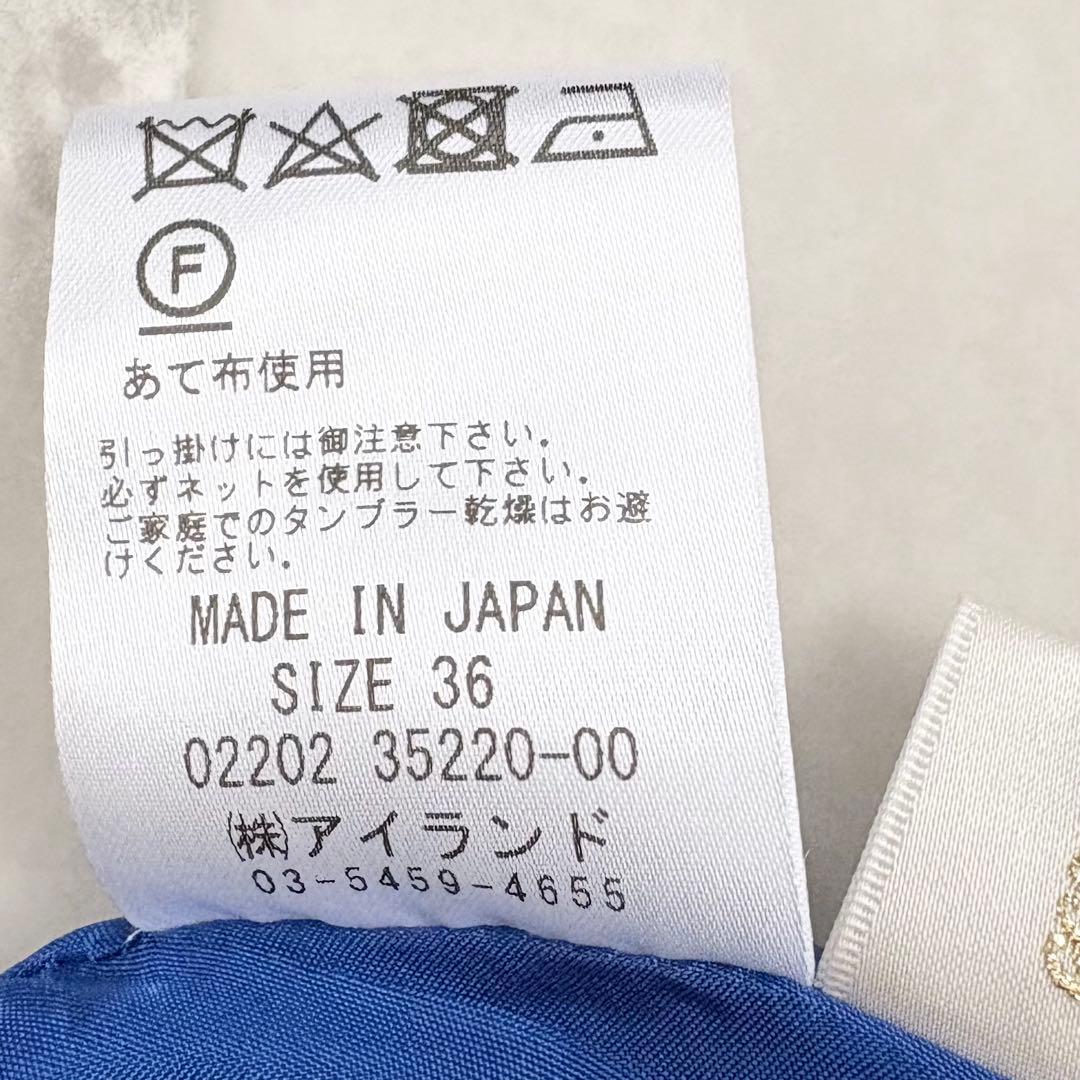 F
あて布使用
引っ掛けには御注意下さい.
必ずネットを使用して下さい.
ご家庭でのタンブラー乾燥はお避
けください.
MADE IN JAPAN
SIZE 36
02202 35220-00
㈱アイランド
03-5459-4655